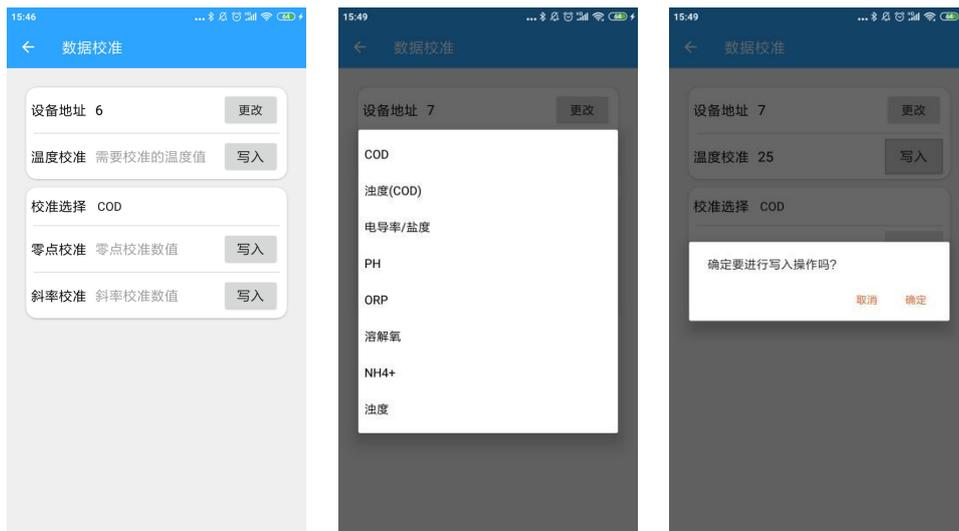 15:46
64
数据校准
设备地址 6
更改
温度校准 需要校准的温度值
写入
校准选择 COD
零点校准 零点校准数值
写入
斜率校准 斜率校准数值
写入
15:49
64
数据校准
设备地址 7
更改
COD
浊度(COD)
电导率/盐度
PH
ORP
溶解氧
NH4+
浊度
15:49
数据校准
设备地址 7
更改
温度校准 25
写入
校准选择 COD
确定要进行写入操作吗?
取消
确定